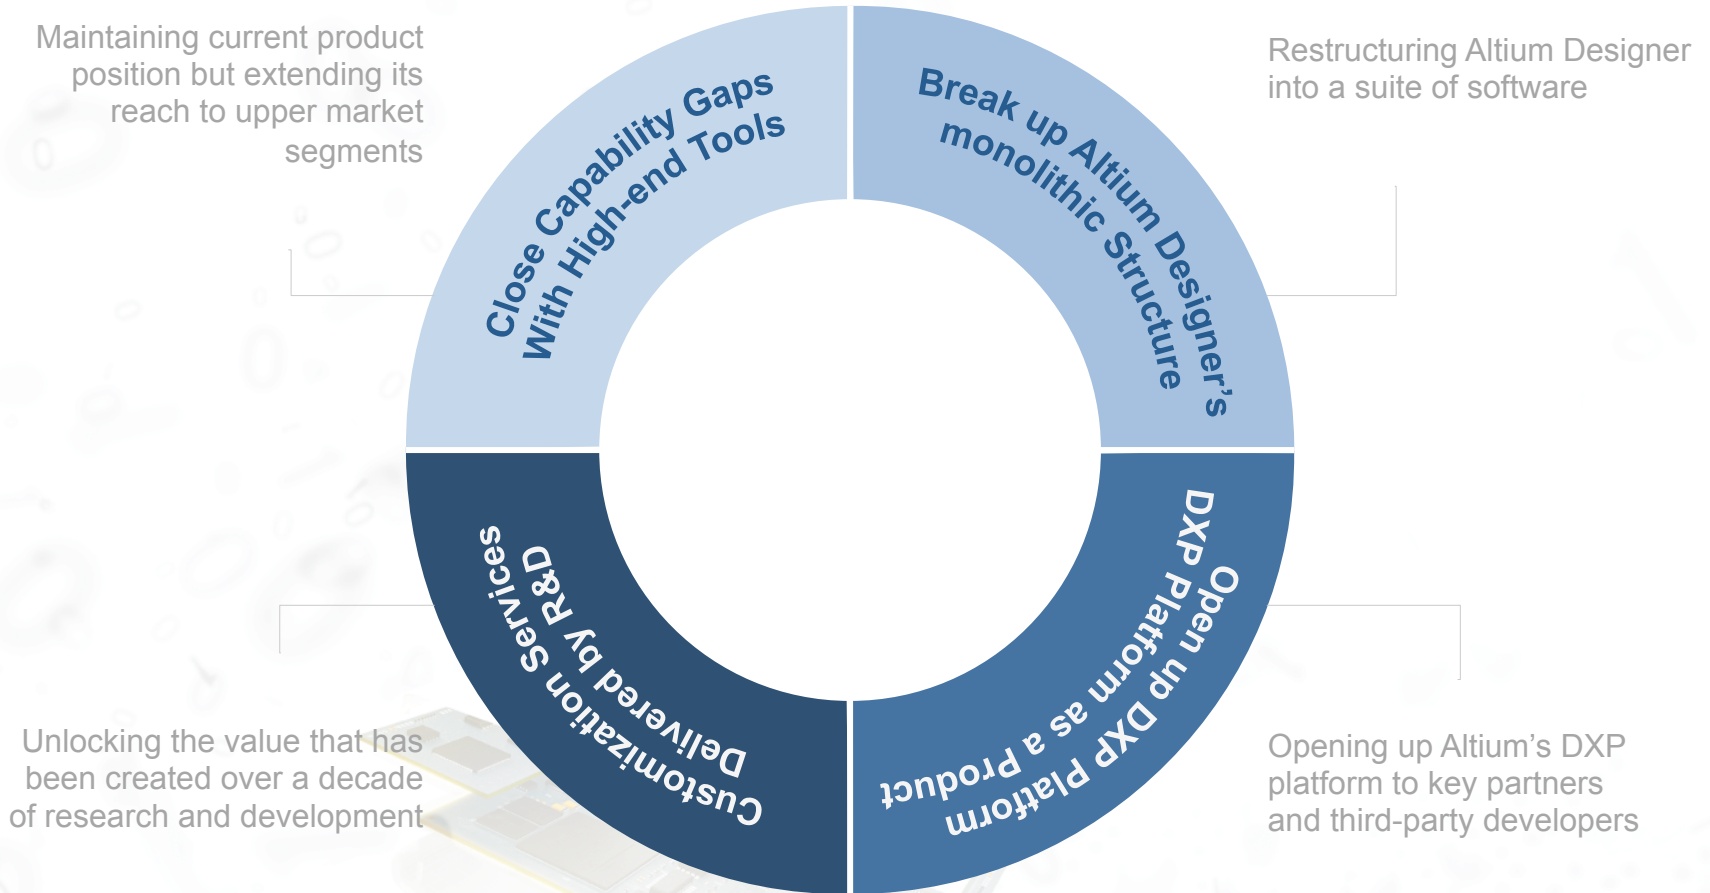 Maintaining current product
position but extending its
reach to upper market
segments
Close Capability Gaps
With High-end Tools
Break up Altium Designer’s
monolithic Structure
Restructuring Altium Designer
into a suite of software
Unlocking the value that has
been created over a decade
of research and development
Customization Services
Delivered by R&D
Open up DXP Platform
DXP Platform as a Product
Opening up Altium’s DXP
platform to key partners
and third-party developers